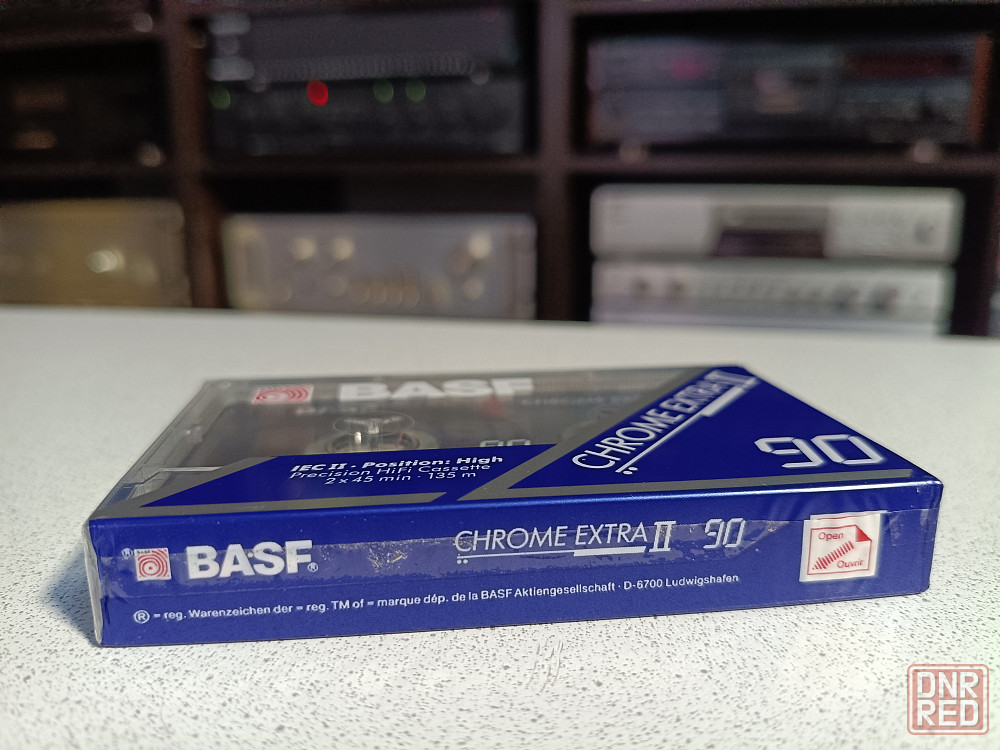 BASF
CHROME EXTRA II
90
90
IEC II · Position: High
Precision HiFi Cassette
2 x 45 min · 135 m
BASF®
CHROME EXTRA II 90
Open
Ouvrir
® = reg. Warenzeichen der = reg. TM of = marque dép. de la BASF Aktiengesellschaft · D-6700 Ludwigshafen
DNR
RED